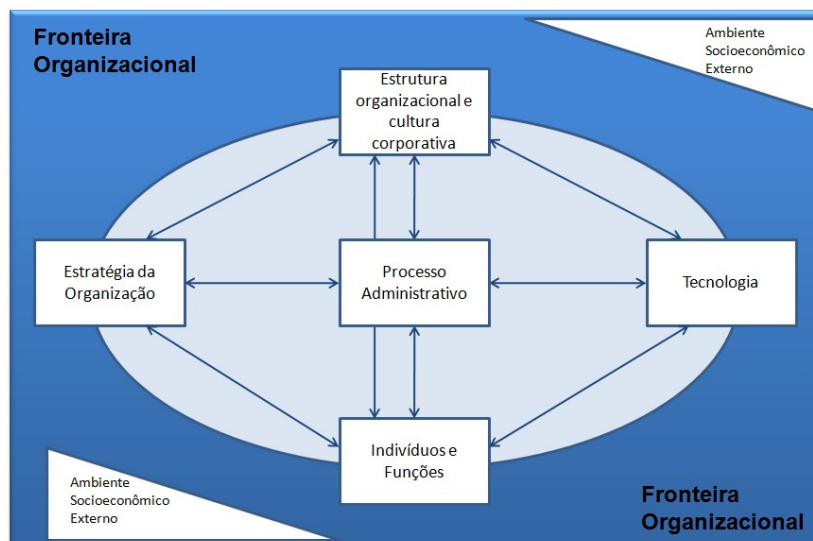 Fronteira
Organizacional
Ambiente
Socioeconômico
Externo
Estrutura
organizacional e
cultura
corporativa
Estratégia da
Organização
Processo
Administrativo
Tecnologia
Indivíduos e
Funções
Ambiente
Socioeconômico
Externo
Fronteira
Organizacional